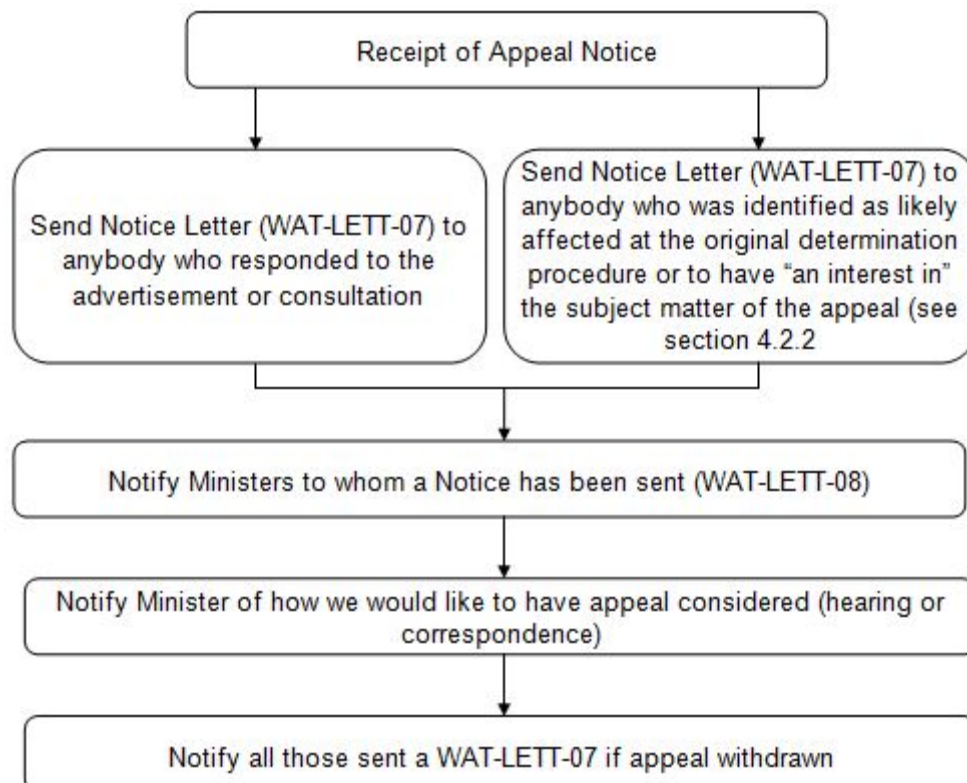 Receipt of Appeal Notice
Send Notice Letter (WAT-LETT-07) to
anybody who responded to the
advertisement or consultation
Send Notice Letter (WAT-LETT-07) to
anybody who was identified as likely
affected at the original determination
procedure or to have “an interest in”
the subject matter of the appeal (see
section 4.2.2
Notify Ministers to whom a Notice has been sent (WAT-LETT-08)
Notify Minister of how we would like to have appeal considered (hearing or
correspondence)
Notify all those sent a WAT-LETT-07 if appeal withdrawn